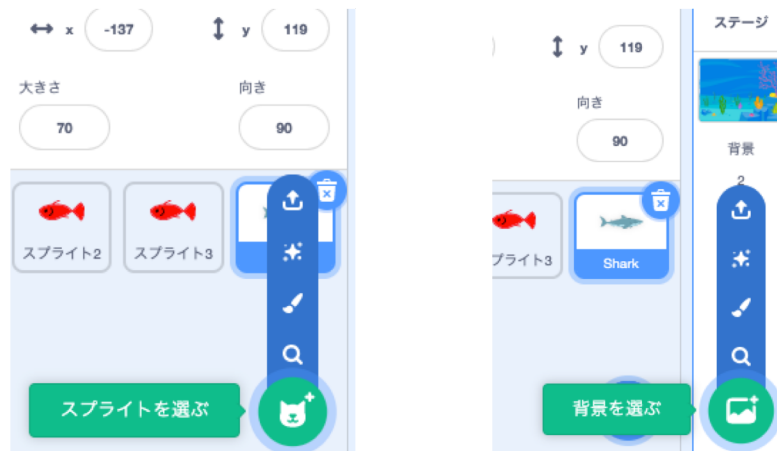 x -137 y 119
大きさ 向き
70 90
スプライト2 スプライト3
スプライトを選ぶ
ステージ
y 119
向き
90
背景
2
プライト3 Shark
背景を選ぶ